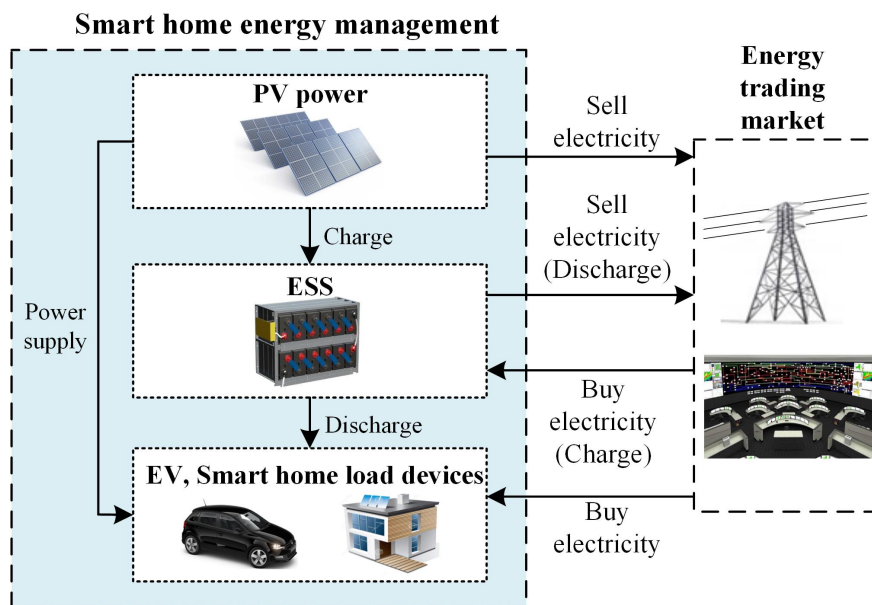 Smart home energy management
PV power
Charge
ESS
Power
supply
Discharge
EV, Smart home load devices
Sell
electricity
Sell
electricity
(Discharge)
Buy
electricity
(Charge)
Buy
electricity
Energy
trading
market